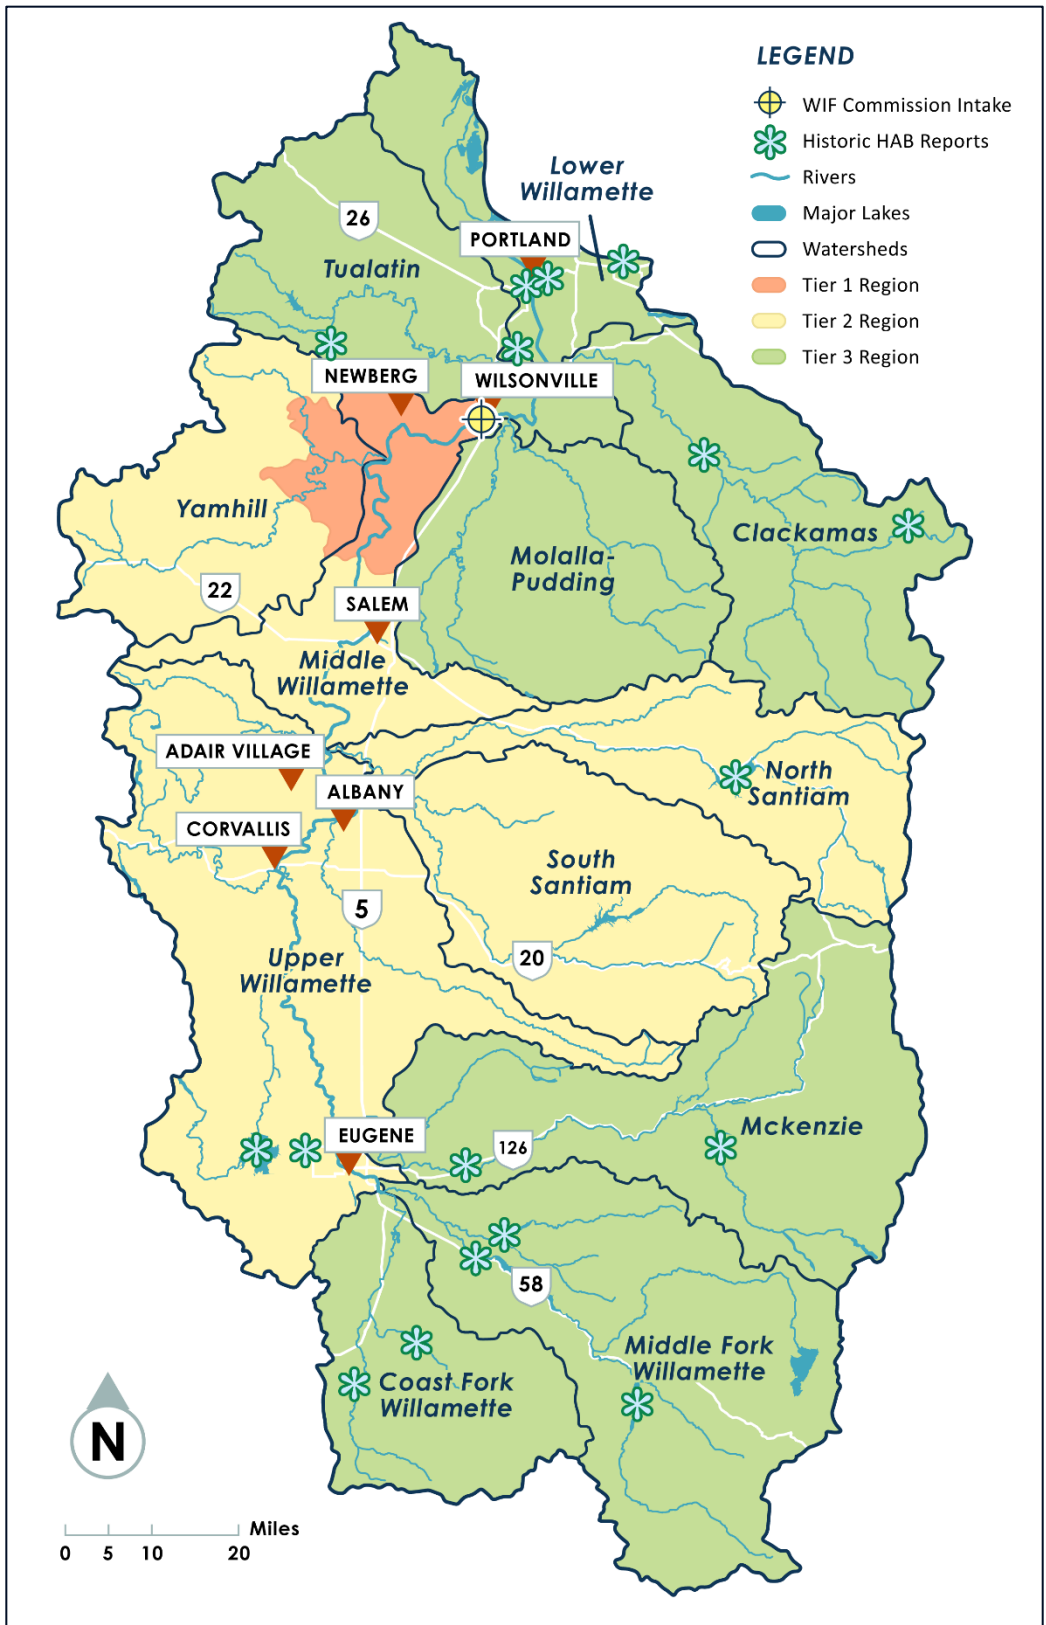 LEGEND
WIF Commission Intake
Historic HAB Reports
Rivers
Major Lakes
Watersheds
Tier 1 Region
Tier 2 Region
Tier 3 Region
Lower
Willamette
26
PORTLAND
Tualatin
NEWBERG
WILSONVILLE
Yamhill
Clackamas
Molalla-
Pudding
22
SALEM
Middle
Willamette
ADAIR VILLAGE
North
Santiam
ALBANY
CORVALLIS
South
Santiam
5
20
Upper
Willamette
EUGENE
126
Mckenzie
58
Middle Fork
Willamette
Coast Fork
Willamette
N
Miles
0 5 10 20